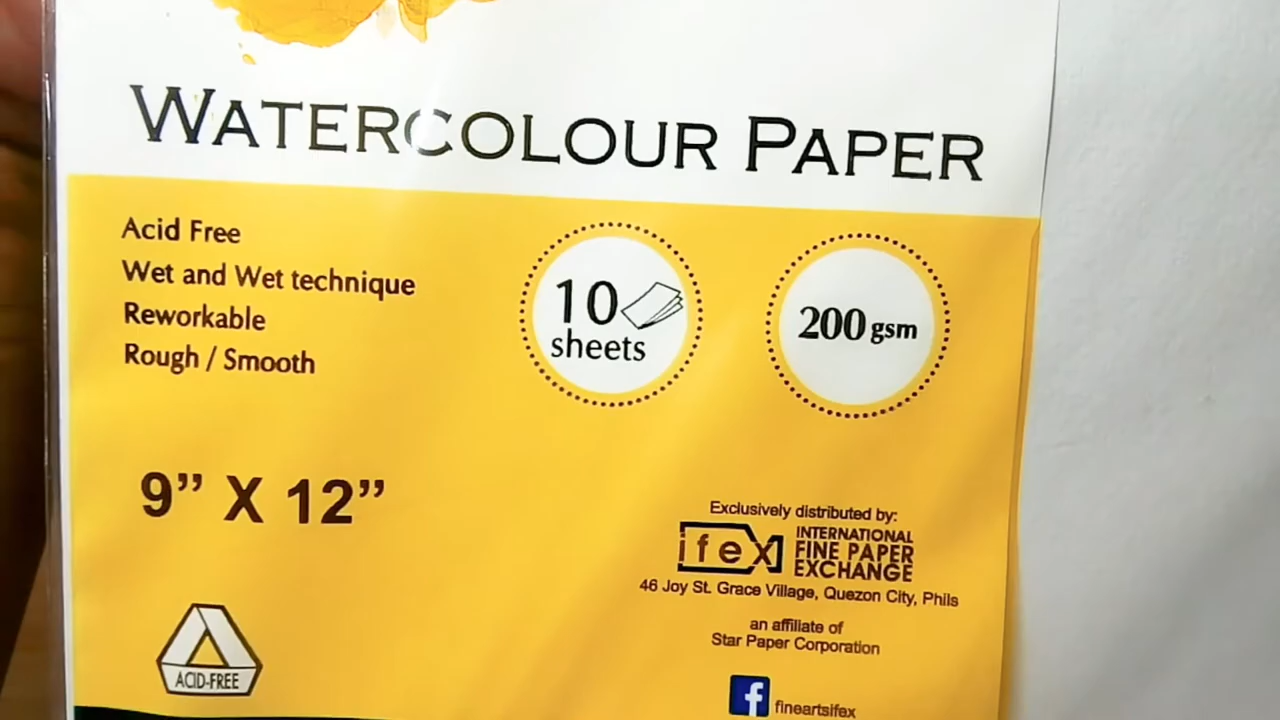 WATERCOLOUR PAPER
Acid Free
Wet and Wet technique
Reworkable
Rough / Smooth
10
sheets
200 gsm
9” X 12”
Exclusively distributed by:
ifex
INTERNATIONAL
FINE PAPER
EXCHANGE
46 Joy St. Grace Village, Quezon City, Phils
an affiliate of
Star Paper Corporation
f fineartsifex
ACID-FREE